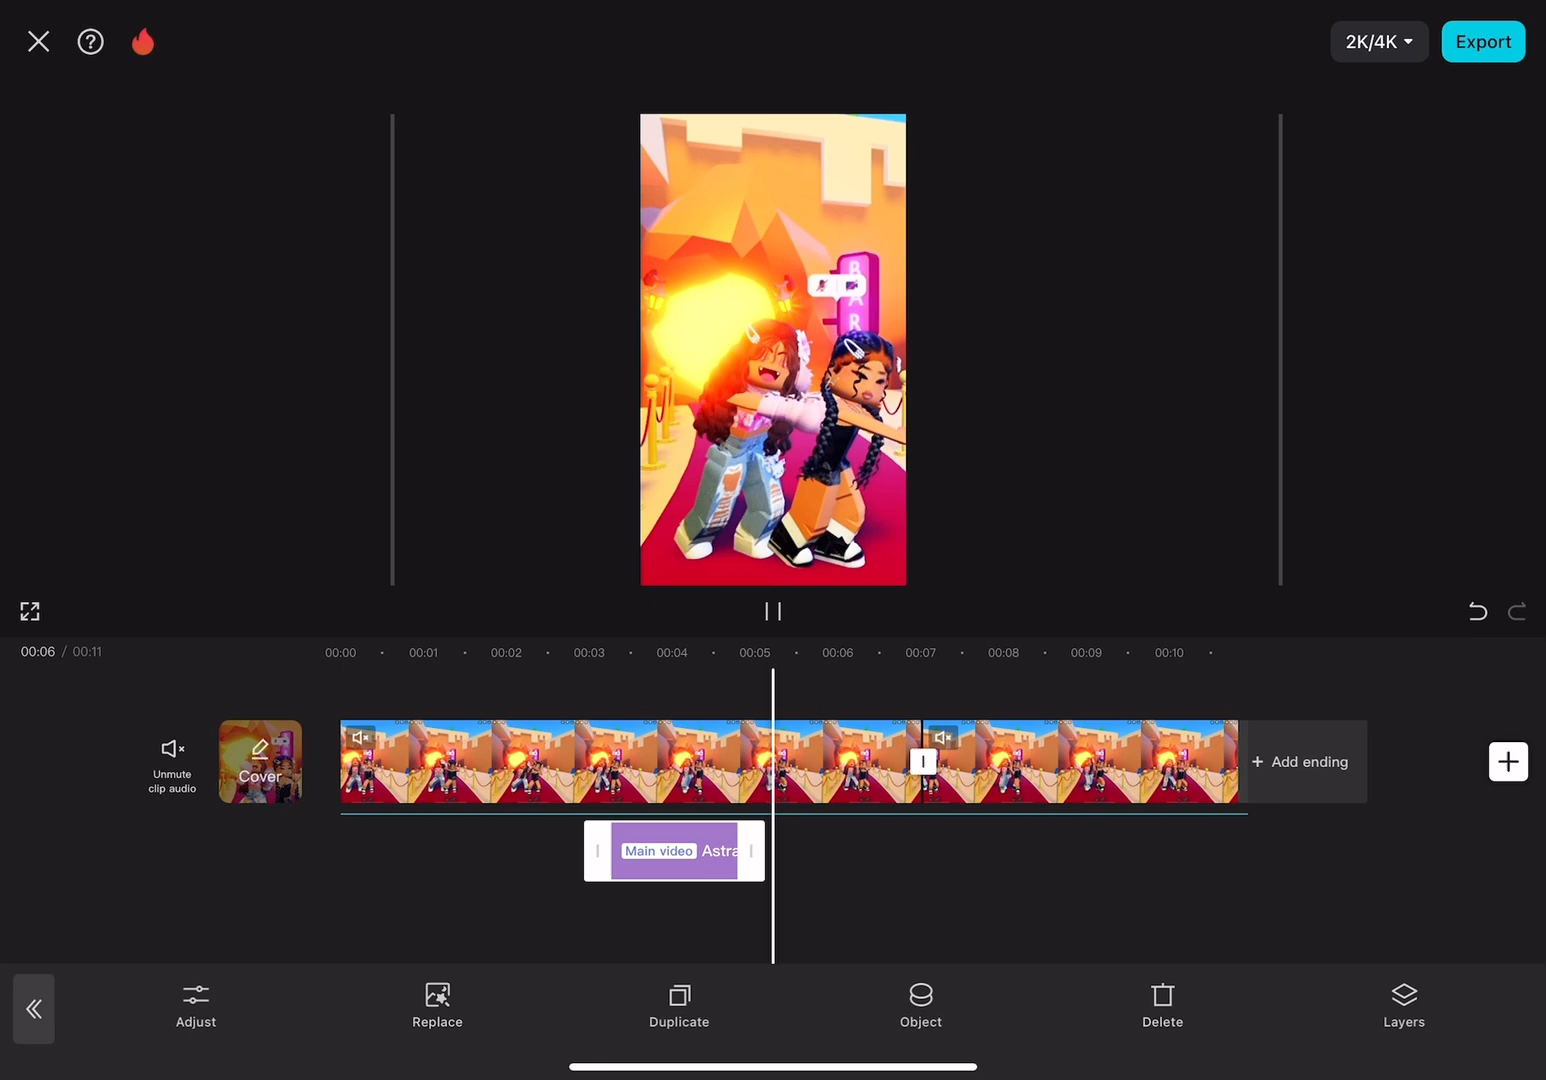 2K/4K
Export
B
A
R
00:06 / 00:11
00:00
00:01
00:02
00:03
00:04
00:05
00:06
00:07
00:08
00:09
00:10
Unmute
clip audio
Cover
+ Add ending
Main video Astra
Adjust
Replace
Duplicate
Object
Delete
Layers